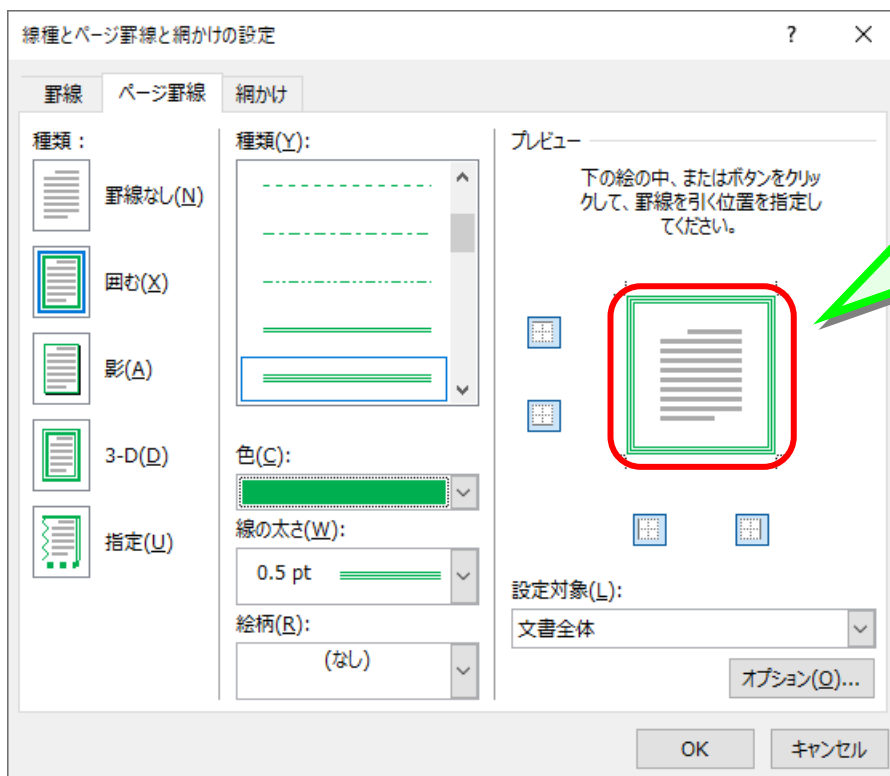 線種とページ罫線と網かけの設定
?
罫線
ページ罫線
網かけ
種類：
罫線なし(N)
囲む(X)
影(A)
3-D(D)
指定(U)
種類(Y):
色(C):
線の太さ(W):
0.5 pt
絵柄(R):
(なし)
プレビュー
下の絵の中、またはボタンをクリッ
クして、罫線を引く位置を指定し
てください。
設定対象(L):
文書全体
オプション(O)...
OK
キャンセル